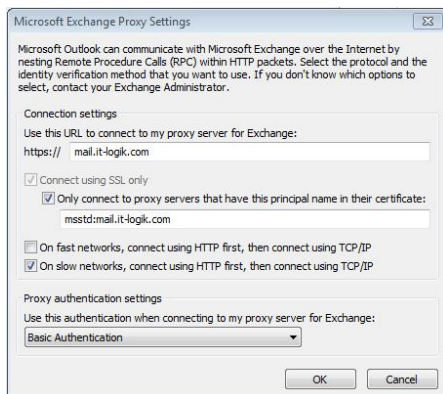 Microsoft Exchange Proxy Settings
Microsoft Outlook can communicate with Microsoft Exchange over the Internet by
nesting Remote Procedure Calls (RPC) within HTTP packets. Select the protocol and the
identity verification method that you want to use. If you don't know which options to
select, contact your Exchange Administrator.
Connection settings
Use this URL to connect to my proxy server for Exchange:
https:// mail.it-logik.com
Connect using SSL only
Only connect to proxy servers that have this principal name in their certificate:
msstd:mail.it-logik.com
On fast networks, connect using HTTP first, then connect using TCP/IP
On slow networks, connect using HTTP first, then connect using TCP/IP
Proxy authentication settings
Use this authentication when connecting to my proxy server for Exchange:
Basic Authentication
OK Cancel